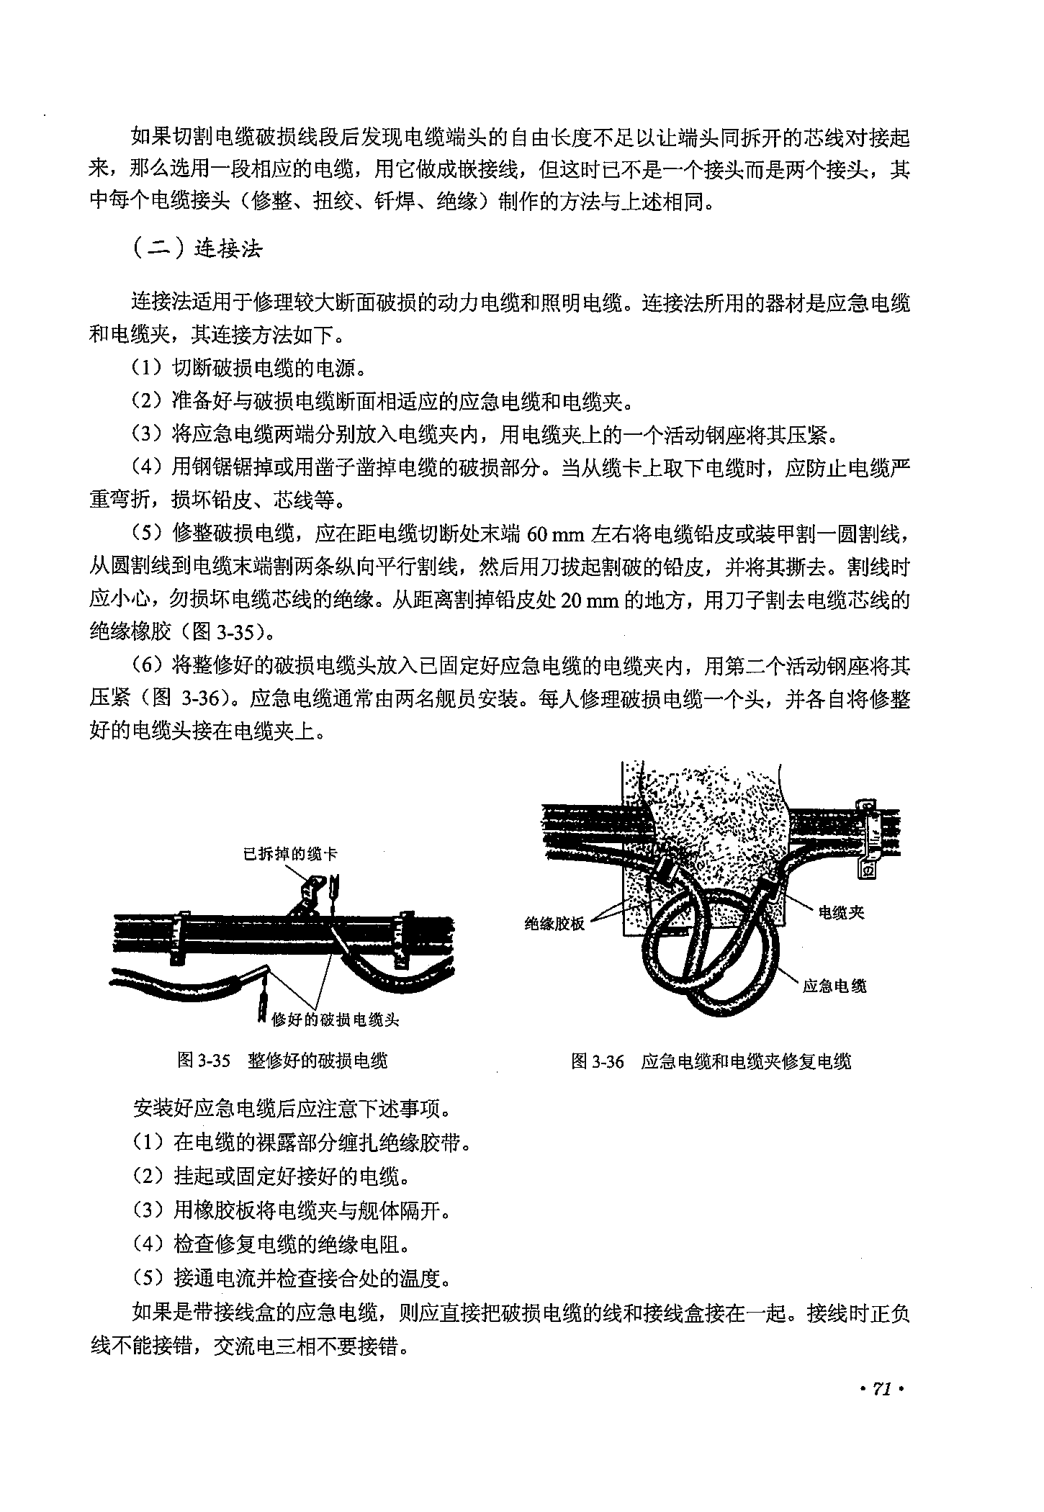 如果切割电缆破损线段后发现电缆端头的自由长度不足以让端头同拆开的芯线对接起
来，那么选用一段相应的电缆，用它做成嵌接线，但这时已不是一个接头而是两个接头，其
中每个电缆接头（修整、扭绞、钎焊、绝缘）制作的方法与上述相同。
（二）连接法
连接法适用于修理较大断面破损的动力电缆和照明电缆。连接法所用的器材是应急电缆
和电缆夹，其连接方法如下。
（1）切断破损电缆的电源。
（2）准备好与破损电缆断面相适应的应急电缆和电缆夹。
（3）将应急电缆两端分别放入电缆夹内，用电缆夹上的一个活动钢座将其压紧。
（4）用钢锯锯掉或用凿子凿掉电缆的破损部分。当从缆卡上取下电缆时，应防止电缆严
重弯折，损坏铅皮、芯线等。
（5）修整破损电缆，应在距电缆切断处末端 60 mm 左右将电缆铅皮或装甲割一圆割线，
从圆割线到电缆末端割两条纵向平行割线，然后用刀拔起割破的铅皮，并将其撕去。割线时
应小心，勿损坏电缆芯线的绝缘。从距离割掉铅皮处 20 mm 的地方，用刀子割去电缆芯线的
绝缘橡胶（图 3-35）。
（6）将整修好的破损电缆头放入已固定好应急电缆的电缆夹内，用第二个活动钢座将其
压紧（图 3-36）。应急电缆通常由两名舰员安装。每人修理破损电缆一个头，并各自将修整
好的电缆头接在电缆夹上。
已拆掉的缆卡
修好的破损电缆头
绝缘胶板
电缆夹
应急电缆
图 3-35 整修好的破损电缆
图 3-36 应急电缆和电缆夹修复电缆
安装好应急电缆后应注意下述事项。
（1）在电缆的裸露部分缠扎绝缘胶带。
（2）挂起或固定好接好的电缆。
（3）用橡胶板将电缆夹与舰体隔开。
（4）检查修复电缆的绝缘电阻。
（5）接通电流并检查接合处的温度。
如果是带接线盒的应急电缆，则应直接把破损电缆的线和接线盒接在一起。接线时正负
线不能接错，交流电三相不要接错。
·71·